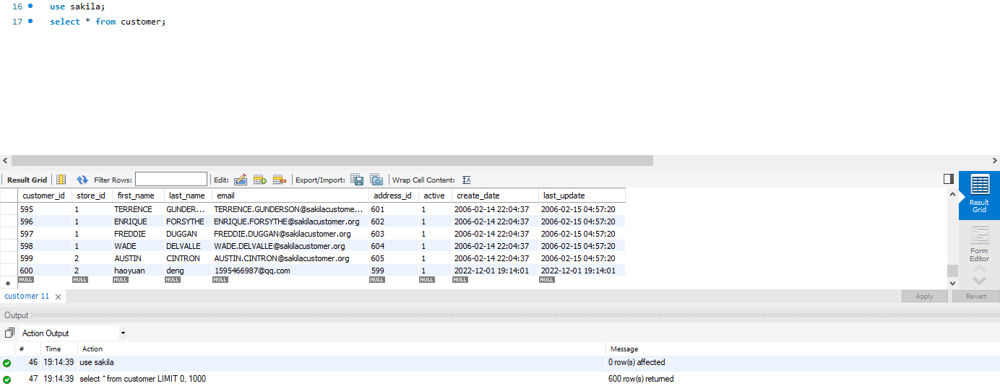 16 use sakila;
17 select * from customer;
Result Grid Filter Rows: Edit: Export/Import: Wrap Cell Content:
customer_id store_id first_name last_name email address_id active create_date last_update
595 1 TERRENCE GUNDER... TERRENCE.GUNDERSON@sakilacustome... 601 1 2006-02-14 22:04:37 2006-02-15 04:57:20
596 1 ENRIQUE FORSYTHE ENRIQUE.FORSYTHE@sakilacustomer.org 602 1 2006-02-14 22:04:37 2006-02-15 04:57:20
597 1 FREDDIE DUGGAN FREDDIE.DUGGAN@sakilacustomer.org 603 1 2006-02-14 22:04:37 2006-02-15 04:57:20
598 1 WADE DELVALLE WADE.DELVALLE@sakilacustomer.org 604 1 2006-02-14 22:04:37 2006-02-15 04:57:20
599 2 AUSTIN CINTRON AUSTIN.CINTRON@sakilacustomer.org 605 1 2006-02-14 22:04:37 2006-02-15 04:57:20
600 2 haoyuan deng 1595466987@qq.com 599 1 2022-12-01 19:14:01 2022-12-01 19:14:01
NULL NULL NULL NULL NULL NULL NULL NULL NULL
Result
Grid
Form
Editor
customer 11 Apply Revert
Output
Action Output
# Time Action Message
46 19:14:39 use sakila 0 row(s) affected
47 19:14:39 select * from customer LIMIT 0, 1000 600 row(s) returned